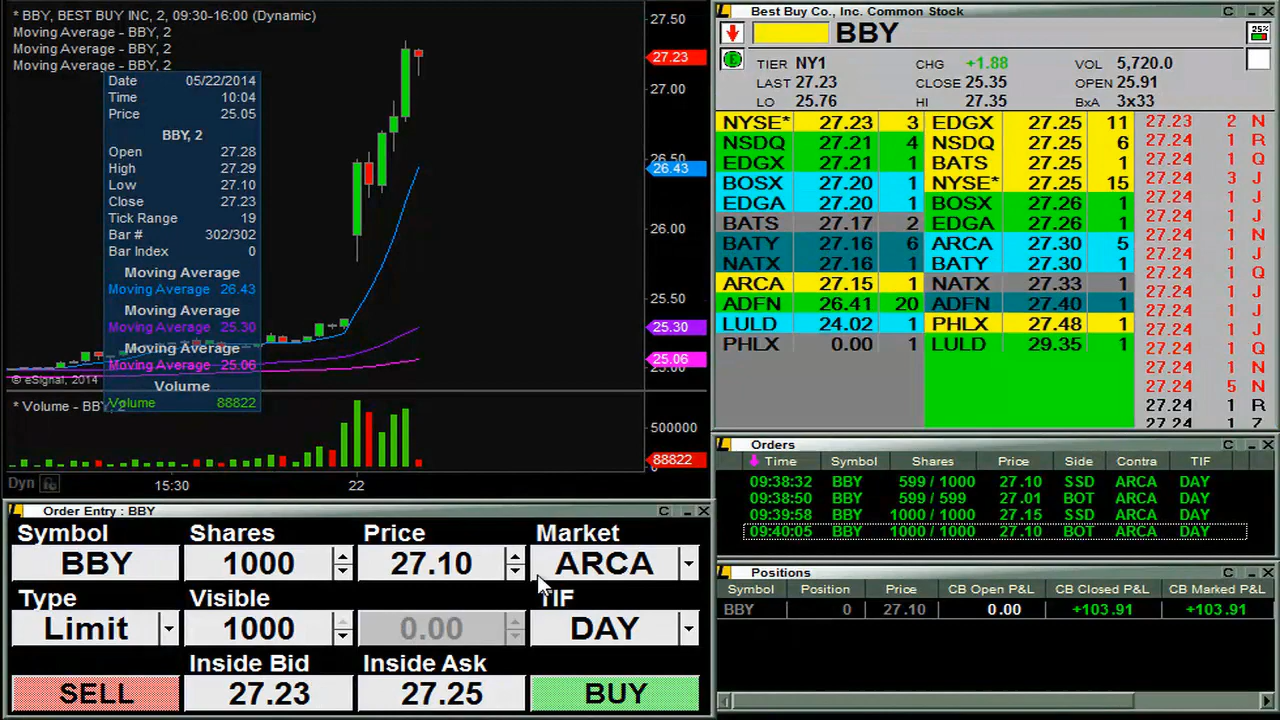 * BBY, BEST BUY INC, 2, 09:30-16:00 (Dynamic)
Moving Average - BBY, 2
Moving Average - BBY, 2
Moving Average - BBY, 2
Date 05/22/2014
Time 10:04
Price 25.05
BBY, 2
Open 27.28
High 27.29
Low 27.10
Close 27.23
Tick Range 19
Bar # 302/302
Bar Index 0
Moving Average
Moving Average 26.43
Moving Average
Moving Average 25.30
Moving Average
Moving Average 25.06
Volume
Volume 88822
© eSignal, 2014
27.50
27.23
27.00
26.50
26.43
26.00
25.50
25.30
25.06
25.00
* Volume - BBY, 2
500000
0
88822
Dyn 15:30 22
Order Entry : BBY C
Symbol Shares Price Market
BBY 1000 27.10 ARCA
Type Visible TIF
Limit 1000 0.00 DAY
Inside Bid Inside Ask
SELL 27.23 27.25 BUY
Best Buy Co., Inc. Common Stock C
BBY 25%
TIER NY1 CHG +1.88 VOL 5,720.0
LAST 27.23 CLOSE 25.35 OPEN 25.91
LO 25.76 HI 27.35 BxA 3x33
NYSE* 27.23 3 EDGX 27.25 11 27.23 2 N
NSDQ 27.21 4 NSDQ 27.25 6 27.24 1 R
EDGX 27.21 1 BATS 27.25 1 27.24 1 Q
BOSX 27.20 1 NYSE* 27.25 15 27.24 3 J
EDGA 27.20 1 BOSX 27.26 1 27.24 1 J
BATS 27.17 2 EDGA 27.26 1 27.24 1 J
BATY 27.16 6 ARCA 27.30 5 27.24 1 N
NATX 27.16 1 BATY 27.30 1 27.24 1 J
ARCA 27.15 1 NATX 27.33 1 27.24 1 Q
ADFN 26.41 20 ADFN 27.40 1 27.24 1 J
LULD 24.02 1 PHLX 27.48 1 27.24 1 J
PHLX 0.00 1 LULD 29.35 1 27.24 1 J
27.24 1 Q
27.24 1 N
27.24 5 N
27.24 1 R
27.24 1
Orders C
Time Symbol Shares Price Side Contra TIF
09:38:32 BBY 599 / 1000 27.10 SSD ARCA DAY
09:38:50 BBY 599 / 599 27.01 BOT ARCA DAY
09:39:58 BBY 1000 / 1000 27.15 SSD ARCA DAY
09:40:05 BBY 1000 / 1000 27.10 BOT ARCA DAY
Positions C
Symbol Position Price CB Open P&L CB Closed P&L CB Marked P&L
BBY 0 27.10 0.00 +103.91 +103.91